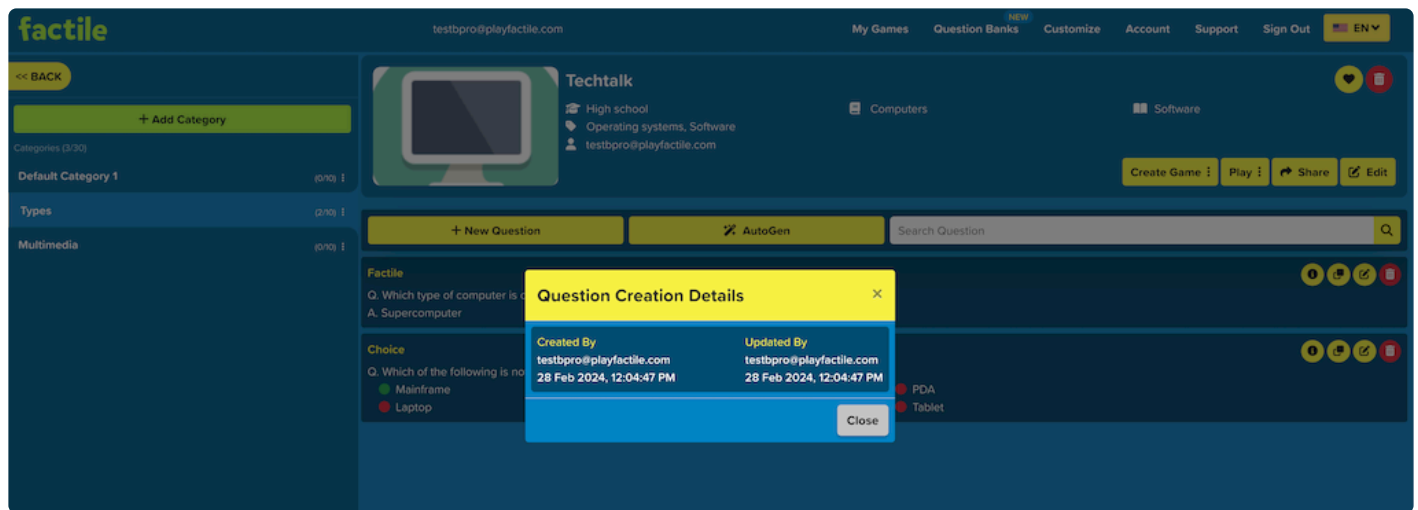 factile
testbpro@playfactile.com
My Games
Question Banks
NEW
Customize
Account
Support
Sign Out
EN
<< BACK
+ Add Category
Categories (3/30)
Default Category 1 (0/10)
Types (2/10)
Multimedia (0/10)
Techtalk
High school
Computers
Software
Operating systems, Software
testbpro@playfactile.com
Create Game
Play
Share
Edit
+ New Question
AutoGen
Search Question
Factile
Q. Which type of computer is
A. Supercomputer
Choice
Q. Which of the following is no
Mainframe
PDA
Laptop
Tablet
Question Creation Details ×
Created By
testbpro@playfactile.com
28 Feb 2024, 12:04:47 PM
Updated By
testbpro@playfactile.com
28 Feb 2024, 12:04:47 PM
Close